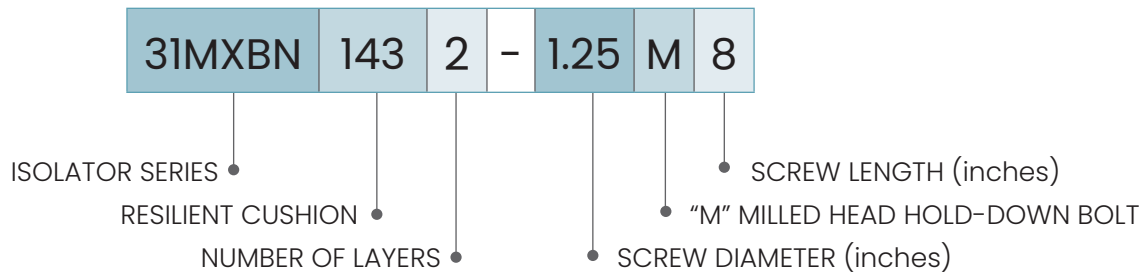 31MXBN 143 2 - 1.25 M 8
ISOLATOR SERIES
SCREW LENGTH (inches)
RESILIENT CUSHION
“M” MILLED HEAD HOLD-DOWN BOLT
NUMBER OF LAYERS
SCREW DIAMETER (inches)